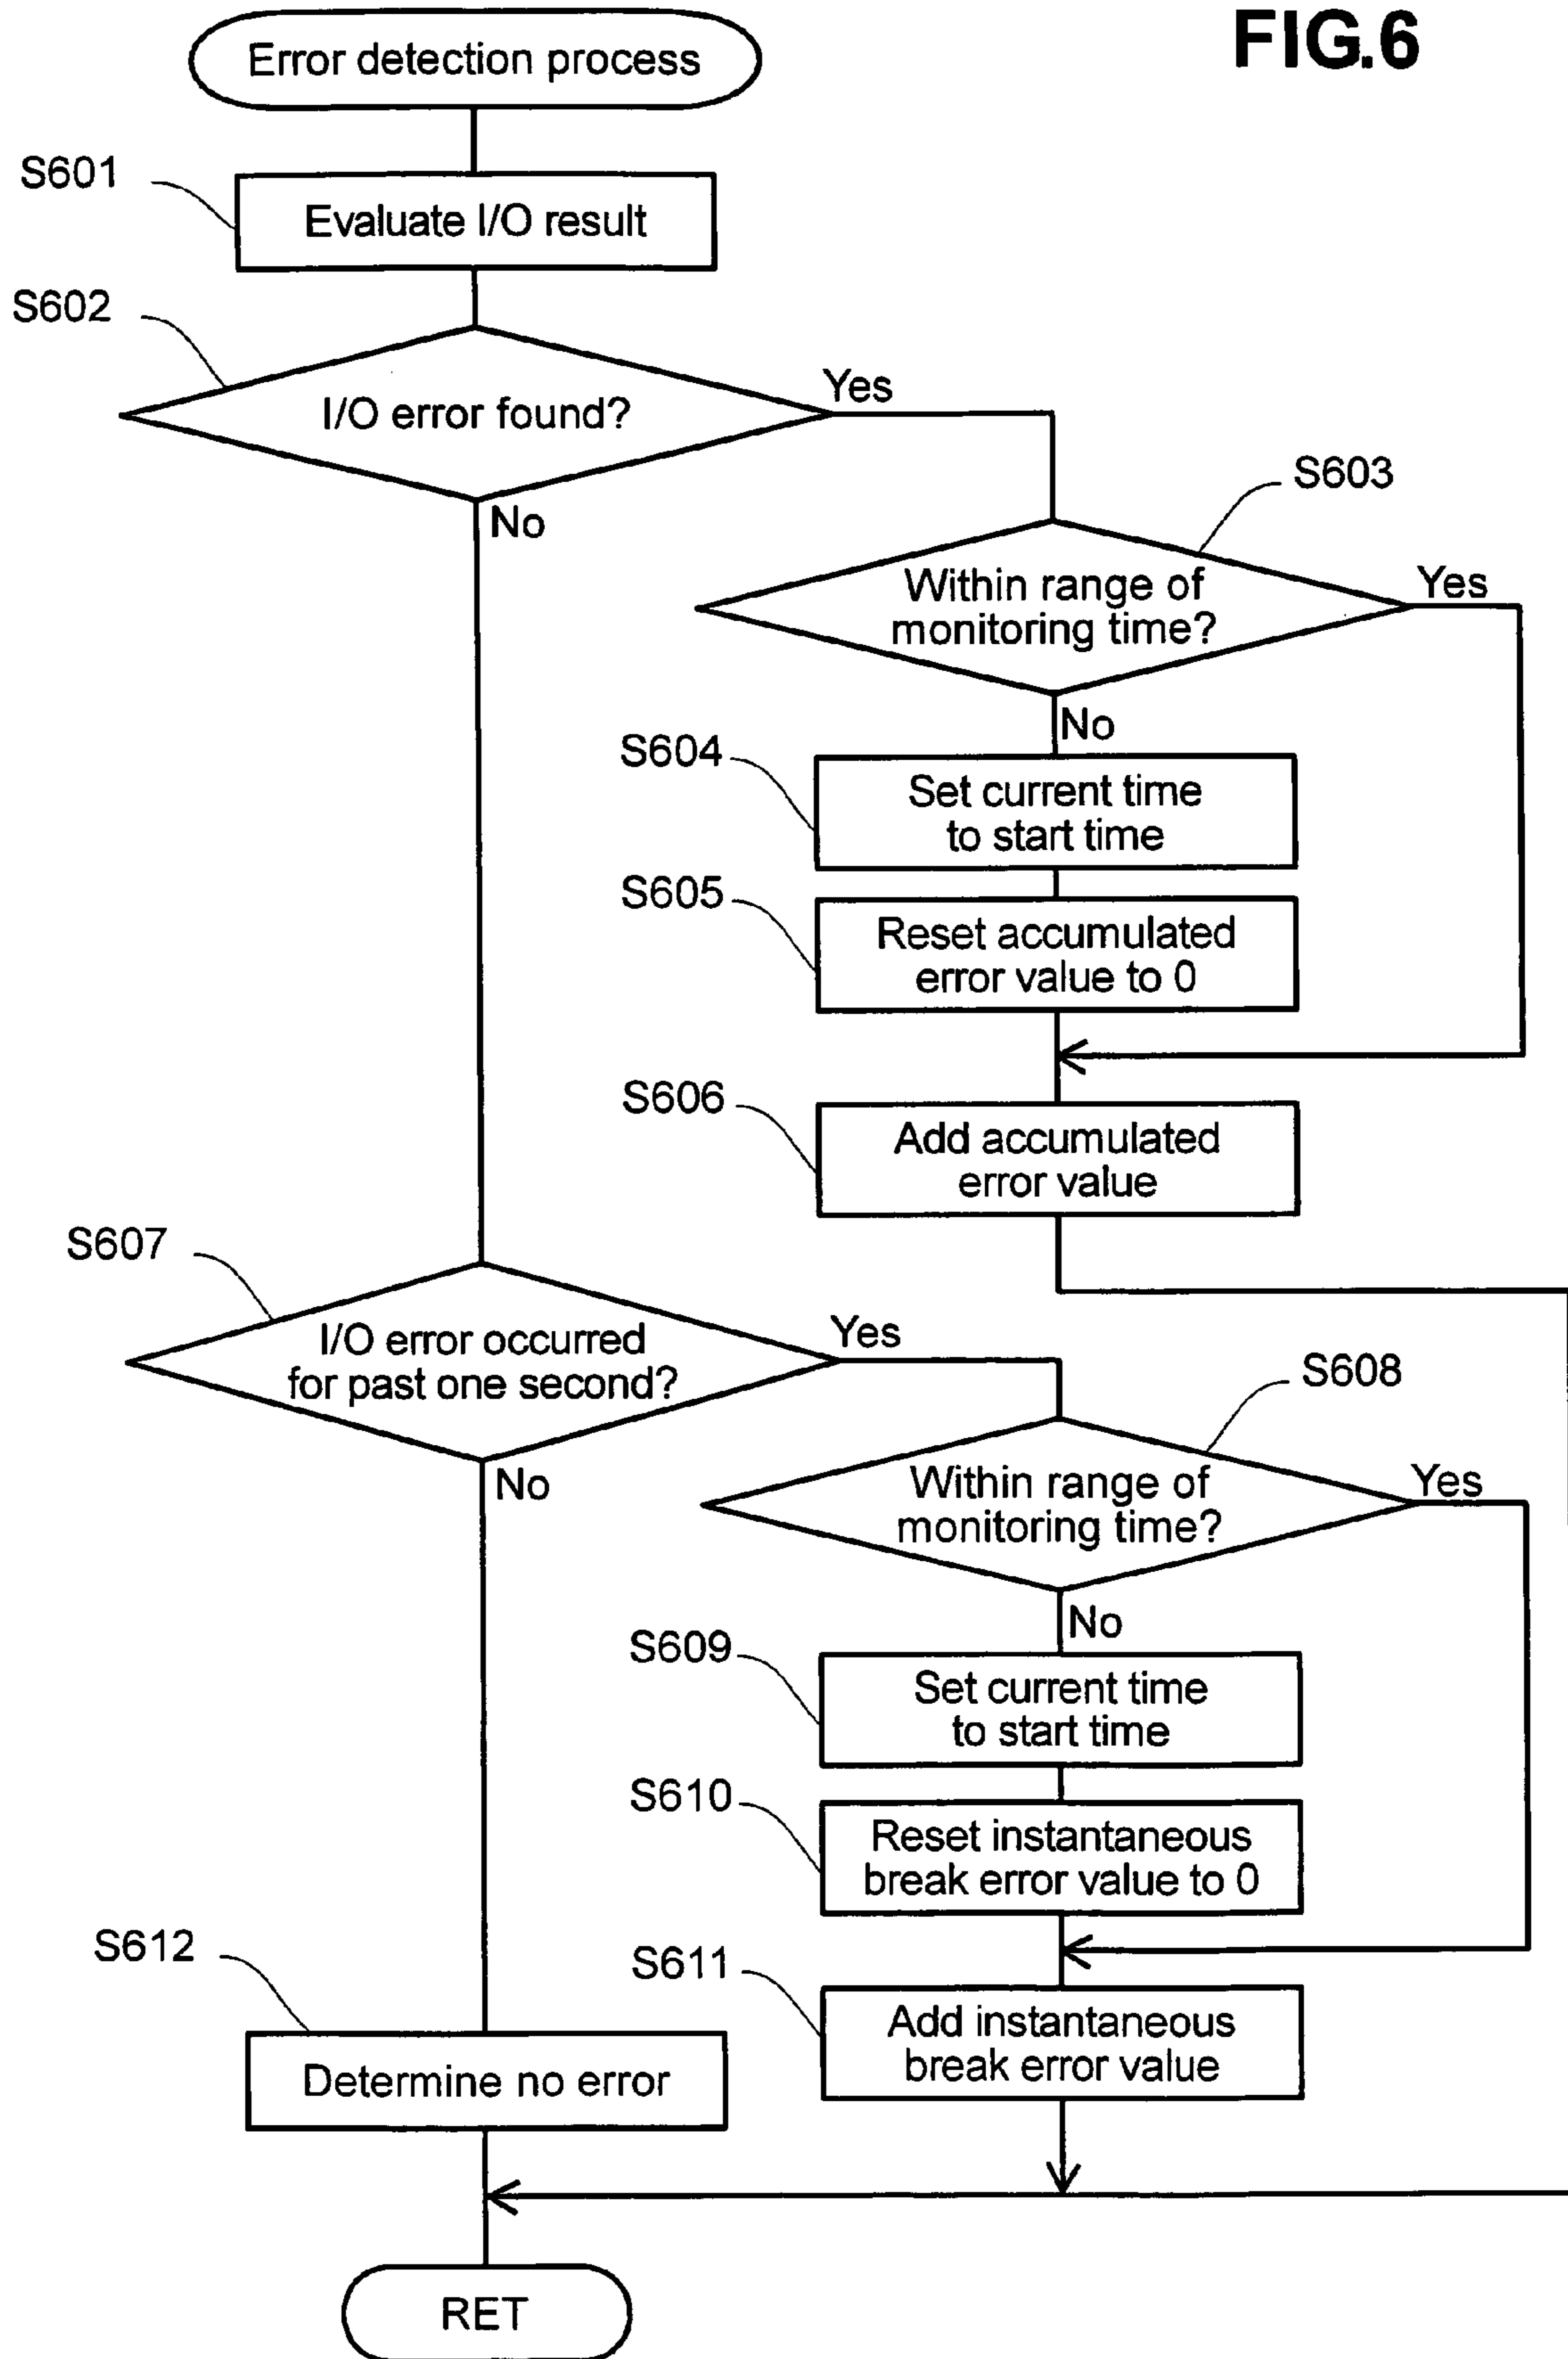 FIG.6
Error detection process
S601
Evaluate I/O result
S602
I/O error found?
Yes
No
S603
Within range of
monitoring time?
Yes
No
S604
Set current time
to start time
S605
Reset accumulated
error value to 0
S606
Add accumulated
error value
S607
I/O error occurred
for past one second?
Yes
No
S608
Within range of
monitoring time?
Yes
No
S609
Set current time
to start time
S610
Reset instantaneous
break error value to 0
S611
Add instantaneous
break error value
S612
Determine no error
RET